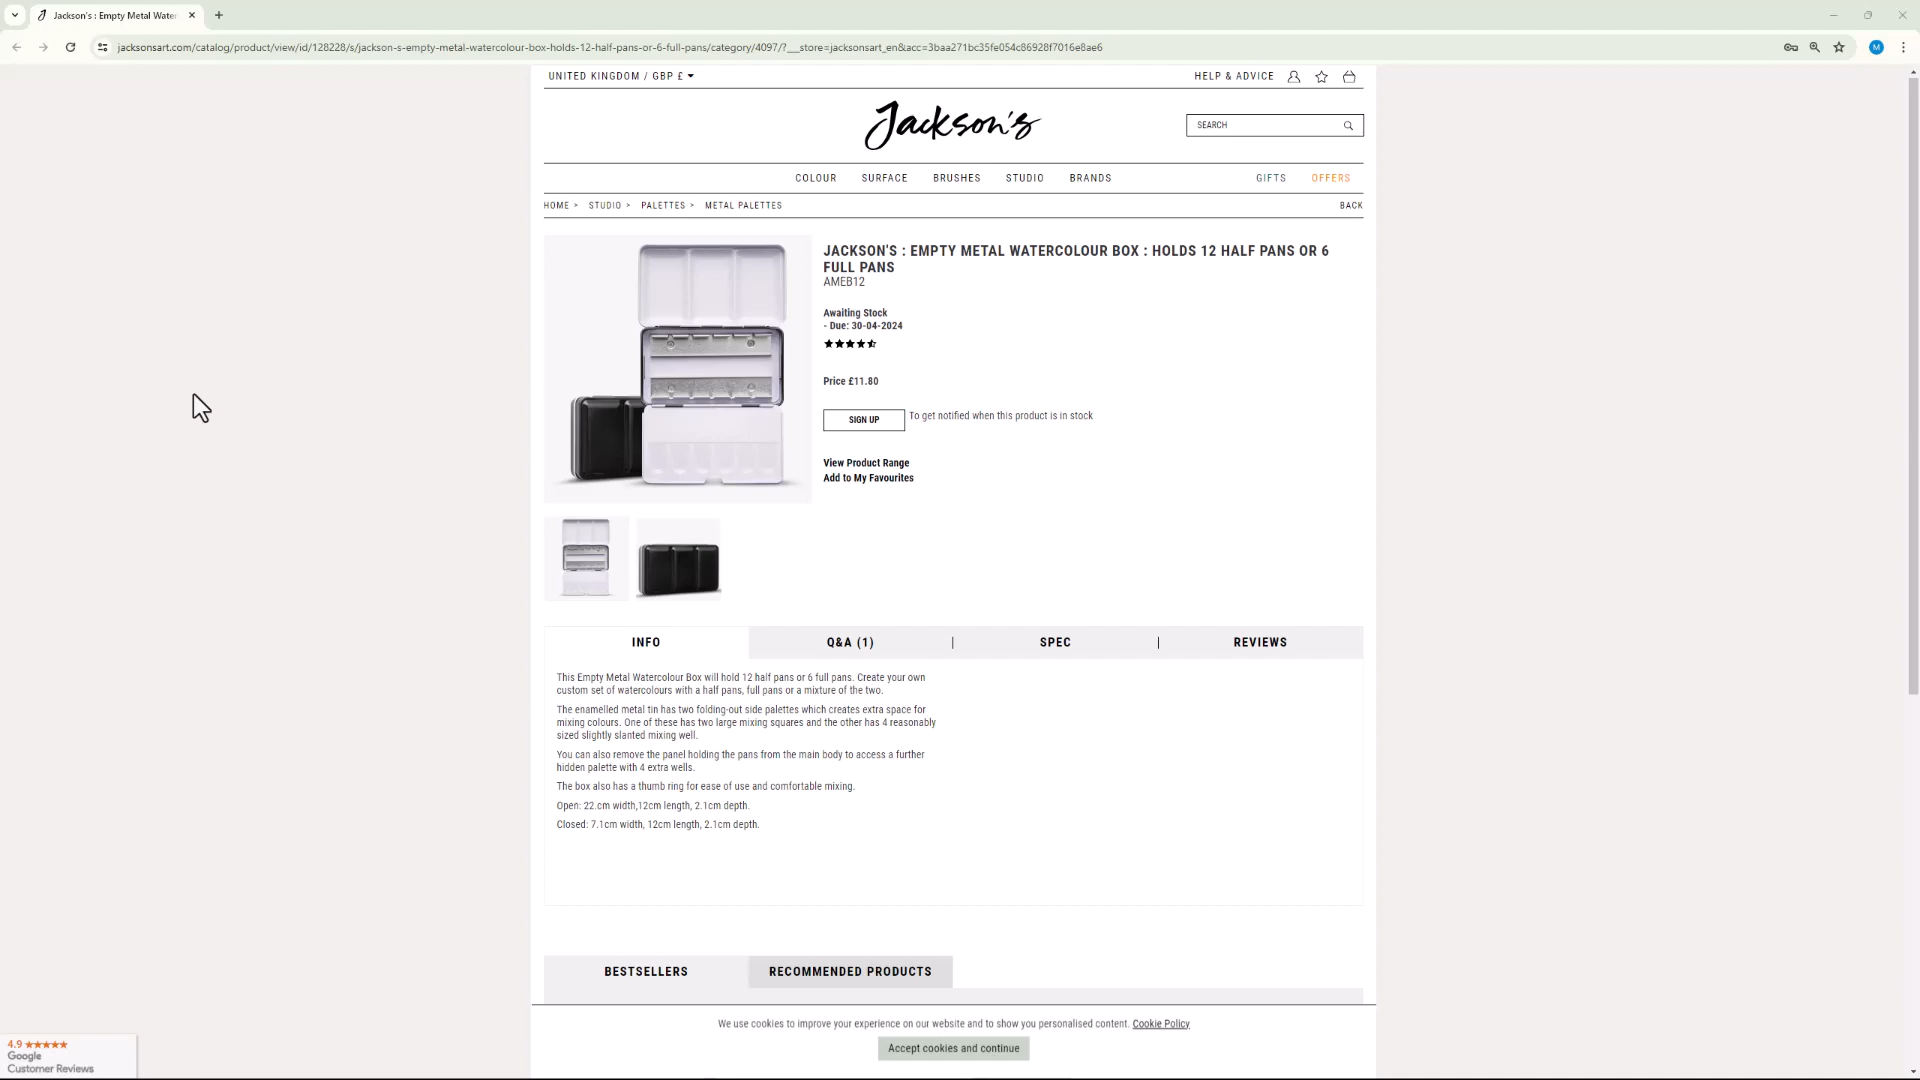 Jackson's : Empty Metal Water
jacksonsart.com/catalog/product/view/id/128228/s/jackson-s-empty-metal-watercolour-box-holds-12-half-pans-or-6-full-pans/category/4097/?___store=jacksonsart_en&acc=3baa271bc35fe054c86928f7016e8ae6
M
UNITED KINGDOM / GBP £
HELP & ADVICE
Jackson's
SEARCH
COLOUR SURFACE BRUSHES STUDIO BRANDS GIFTS OFFERS
HOME > STUDIO > PALETTES > METAL PALETTES BACK
JACKSON'S : EMPTY METAL WATERCOLOUR BOX : HOLDS 12 HALF PANS OR 6
FULL PANS
AMEB12
Awaiting Stock
- Due: 30-04-2024
Price £11.80
SIGN UP To get notified when this product is in stock
View Product Range
Add to My Favourites
INFO Q&A (1) | SPEC | REVIEWS
This Empty Metal Watercolour Box will hold 12 half pans or 6 full pans. Create your own
custom set of watercolours with a half pans, full pans or a mixture of the two.
The enamelled metal tin has two folding-out side palettes which creates extra space for
mixing colours. One of these has two large mixing squares and the other has 4 reasonably
sized slightly slanted mixing well.
You can also remove the panel holding the pans from the main body to access a further
hidden palette with 4 extra wells.
The box also has a thumb ring for ease of use and comfortable mixing.
Open: 22.cm width,12cm length, 2.1cm depth.
Closed: 7.1cm width, 12cm length, 2.1cm depth.
BESTSELLERS RECOMMENDED PRODUCTS
We use cookies to improve your experience on our website and to show you personalised content. Cookie Policy
Accept cookies and continue
4.9 ★★★★★
Google
Customer Reviews